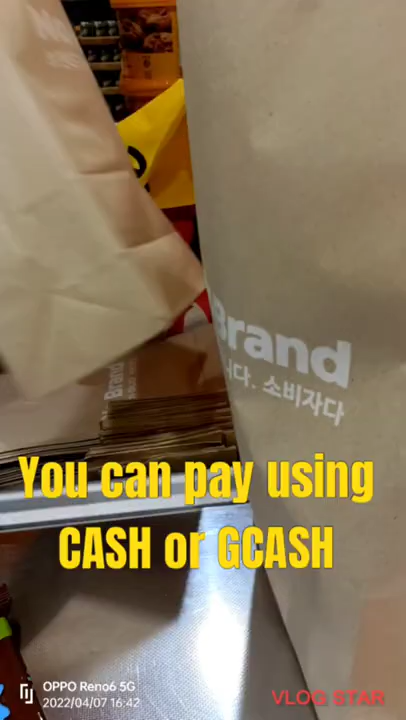 Brand
니다. 소비자다
Brand
You can pay using
CASH or GCASH
OPPO Reno6 5G
2022/04/07 16:42
VLOG STAR